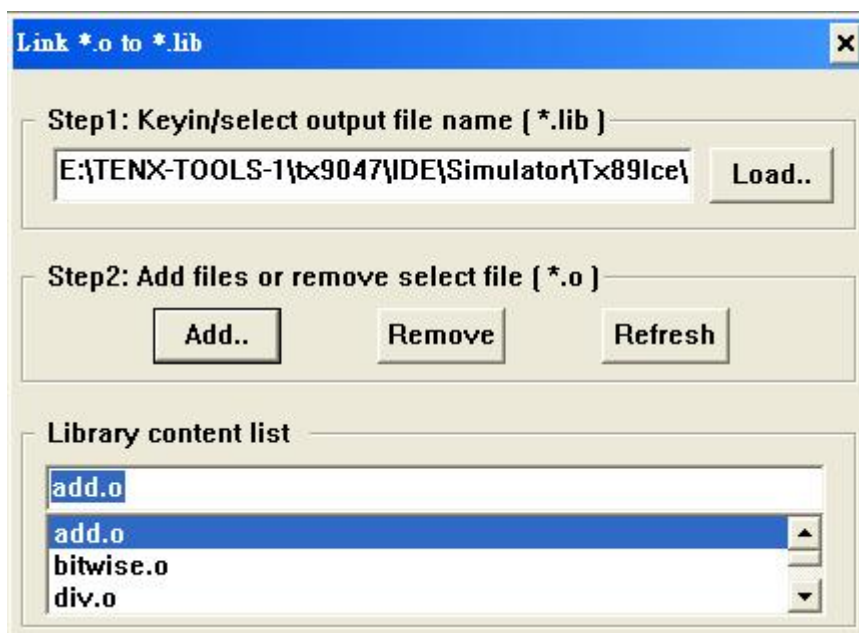 Link *.o to *.lib
Step1: Keyin/select output file name ( *.lib )
E:\TENX-TOOLS-1\tx9047\IDE\Simulator\Tx89Ice\
Load..
Step2: Add files or remove select file ( *.o )
Add..
Remove
Refresh
Library content list
add.o
add.o
bitwise.o
div.o